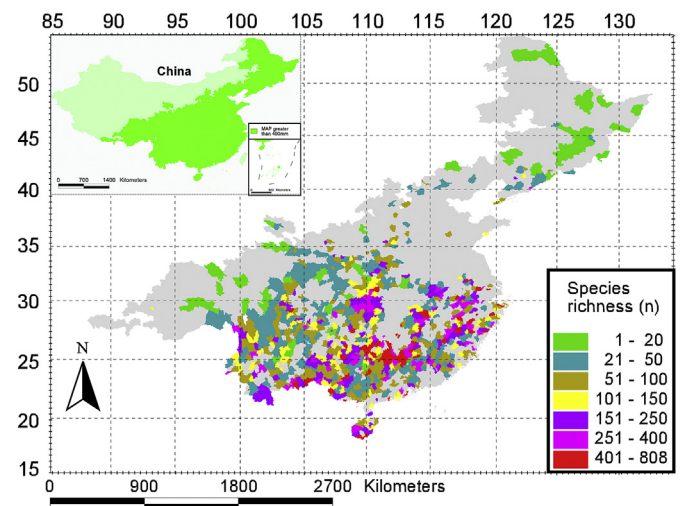 85 90 95 100 105 110 115 120 125 130
50
45
40
35
30
25
20
15
China
MAP greater
than 400mm
0 700 1400 Kilometers
N
Species
richness (n)
1 - 20
21 - 50
51 - 100
101 - 150
151 - 250
251 - 400
401 - 808
0 900 1800 2700 Kilometers